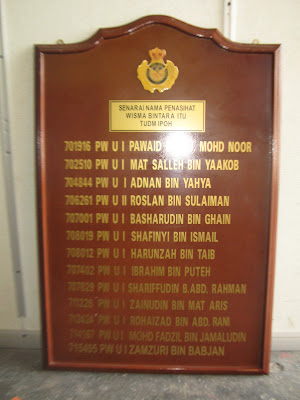 SENARAI NAMA PENASIHAT
WISMA BINTARA ITU
TUDM IPOH
701916 PW U I PAWAID MOHD NOOR
702510 PW U I MAT SALLEH BIN YAAKOB
704844 PW U I ADNAN BIN YAHYA
706261 PW U II ROSLAN BIN SULAIMAN
707001 PW U I BASHARUDIN BIN GHAIN
708019 PW U I SHAFINYI BIN ISMAIL
708012 PW U I HARUNZAH BIN TAIB
707402 PW U I IBRAHIM BIN PUTEH
707829 PW U I SHARIFFUDIN B.ABD. RAHMAN
PW U I ZAINUDIN BIN MAT ARIS
PW U I ROHAIZAD BIN ABD. RANI
PW U I MOHD FADZIL BIN JAMALUDIN
715465 PW U I ZAMZURI BIN BABJAN